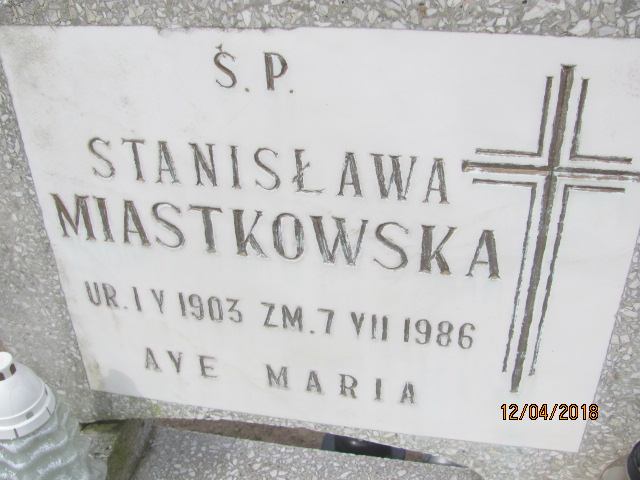 Ś. P.
STANISŁAWA
MIASTKOWSKA
UR. 1 V 1903 ZM. 7 VII 1986
AVE MARIA
12/04/2018